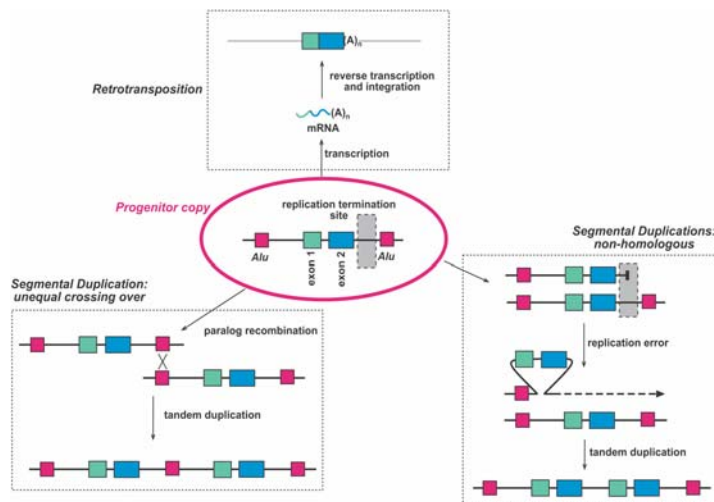 (A)n
Retrotransposition
reverse transcription
and integration
(A)n
mRNA
transcription
Progenitor copy
replication termination
site
Alu
exon 1
exon 2
Alu
Segmental Duplications:
non-homologous
Segmental Duplication:
unequal crossing over
paralog recombination
replication error
tandem duplication
tandem duplication